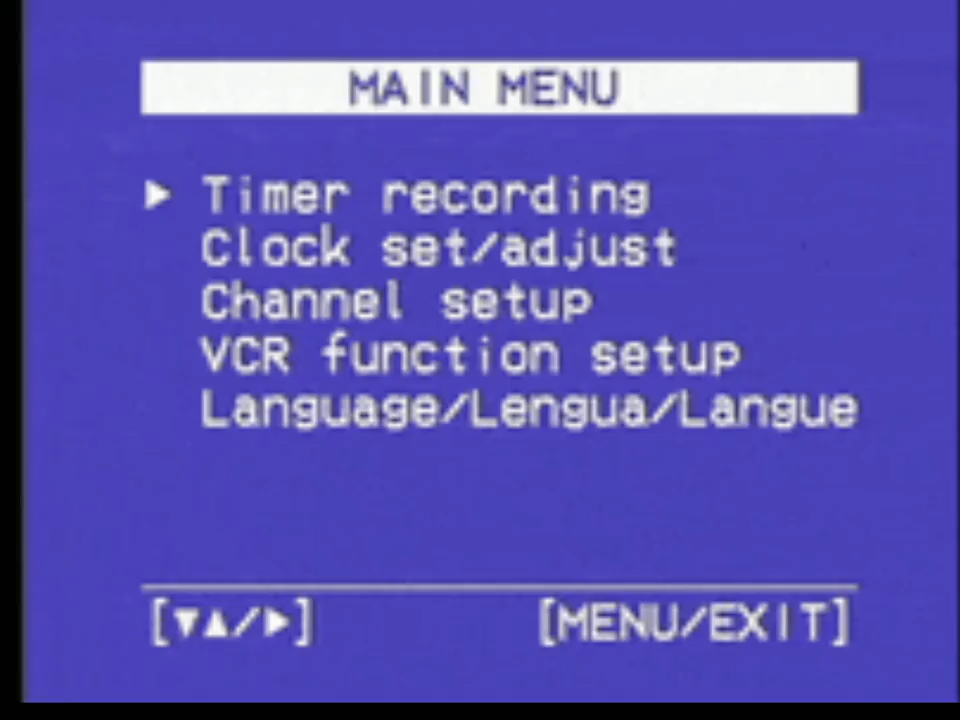 MAIN MENU
▶ Timer recording
Clock set/adjust
Channel setup
VCR function setup
Language/Lengua/Langue
[▼▲/▶] [MENU/EXIT]